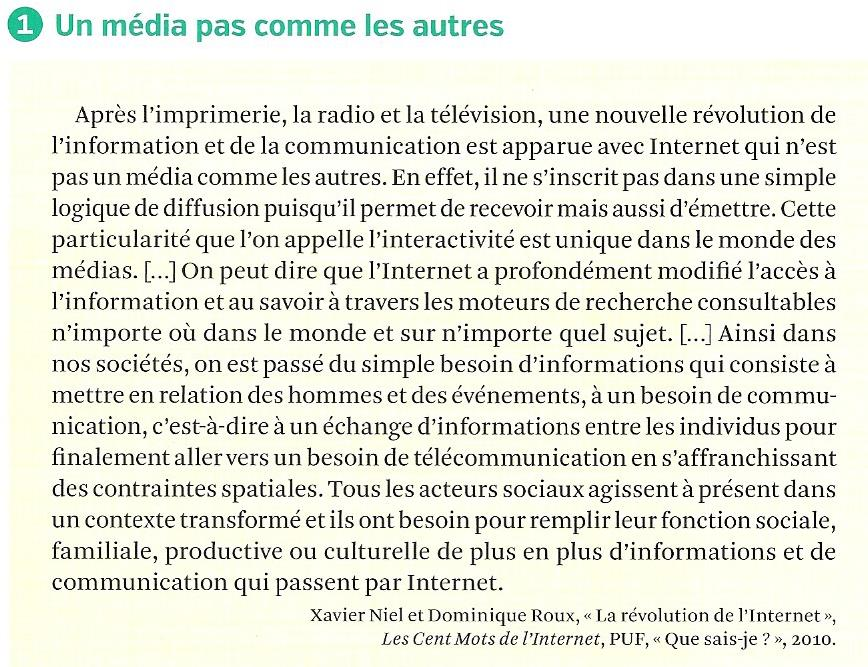 1 Un média pas comme les autres
Après l'imprimerie, la radio et la télévision, une nouvelle révolution de
l'information et de la communication est apparue avec Internet qui n'est
pas un média comme les autres. En effet, il ne s'inscrit pas dans une simple
logique de diffusion puisqu'il permet de recevoir mais aussi d'émettre. Cette
particularité que l'on appelle l'interactivité est unique dans le monde des
médias. [...] On peut dire que l'Internet a profondément modifié l'accès à
l'information et au savoir à travers les moteurs de recherche consultables
n'importe où dans le monde et sur n'importe quel sujet. [...] Ainsi dans
nos sociétés, on est passé du simple besoin d'informations qui consiste à
mettre en relation des hommes et des événements, à un besoin de commu-
nication, c'est-à-dire à un échange d'informations entre les individus pour
finalement aller vers un besoin de télécommunication en s'affranchissant
des contraintes spatiales. Tous les acteurs sociaux agissent à présent dans
un contexte transformé et ils ont besoin pour remplir leur fonction sociale,
familiale, productive ou culturelle de plus en plus d'informations et de
communication qui passent par Internet.
Xavier Niel et Dominique Roux, « La révolution de l'Internet »,
Les Cent Mots de l'Internet, PUF, « Que sais-je ? », 2010.